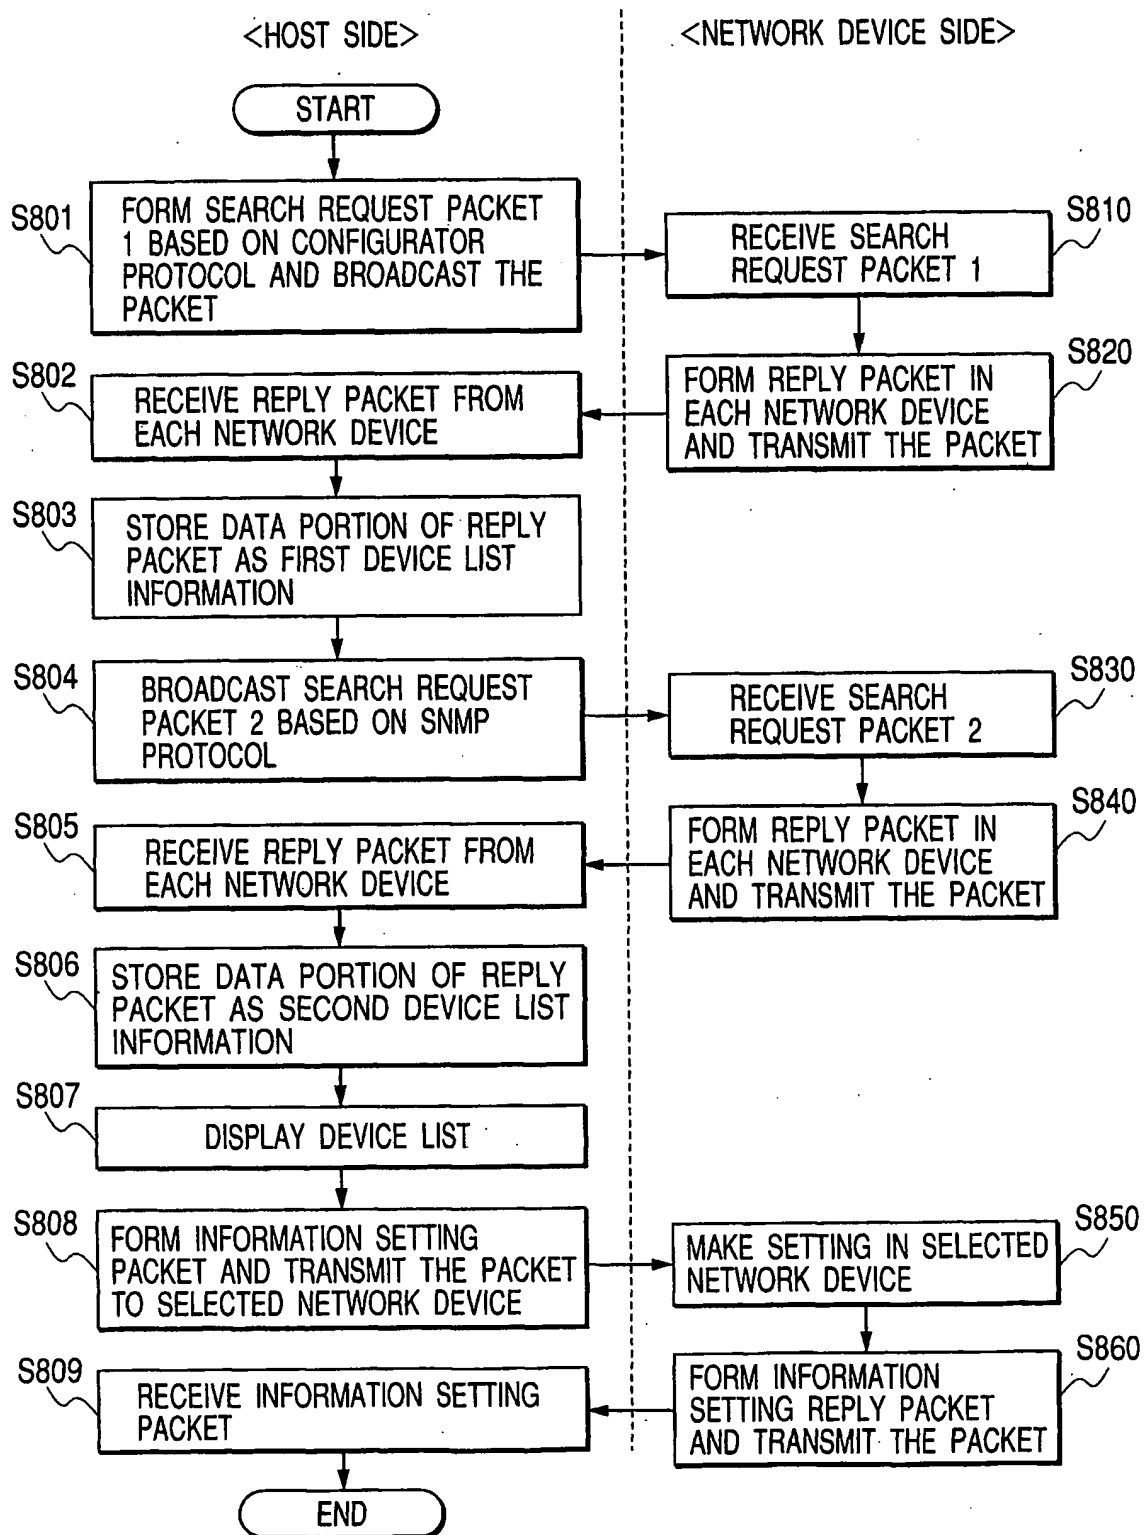 <HOST SIDE>
<NETWORK DEVICE SIDE>
START
S801
FORM SEARCH REQUEST PACKET
1 BASED ON CONFIGURATOR
PROTOCOL AND BROADCAST THE
PACKET
S810
RECEIVE SEARCH
REQUEST PACKET 1
S802
RECEIVE REPLY PACKET FROM
EACH NETWORK DEVICE
S820
FORM REPLY PACKET IN
EACH NETWORK DEVICE
AND TRANSMIT THE PACKET
S803
STORE DATA PORTION OF REPLY
PACKET AS FIRST DEVICE LIST
INFORMATION
S804
BROADCAST SEARCH REQUEST
PACKET 2 BASED ON SNMP
PROTOCOL
S830
RECEIVE SEARCH
REQUEST PACKET 2
S805
RECEIVE REPLY PACKET FROM
EACH NETWORK DEVICE
S840
FORM REPLY PACKET IN
EACH NETWORK DEVICE
AND TRANSMIT THE PACKET
S806
STORE DATA PORTION OF REPLY
PACKET AS SECOND DEVICE LIST
INFORMATION
S807
DISPLAY DEVICE LIST
S808
FORM INFORMATION SETTING
PACKET AND TRANSMIT THE PACKET
TO SELECTED NETWORK DEVICE
S850
MAKE SETTING IN SELECTED
NETWORK DEVICE
S809
RECEIVE INFORMATION SETTING
PACKET
S860
FORM INFORMATION
SETTING REPLY PACKET
AND TRANSMIT THE PACKET
END